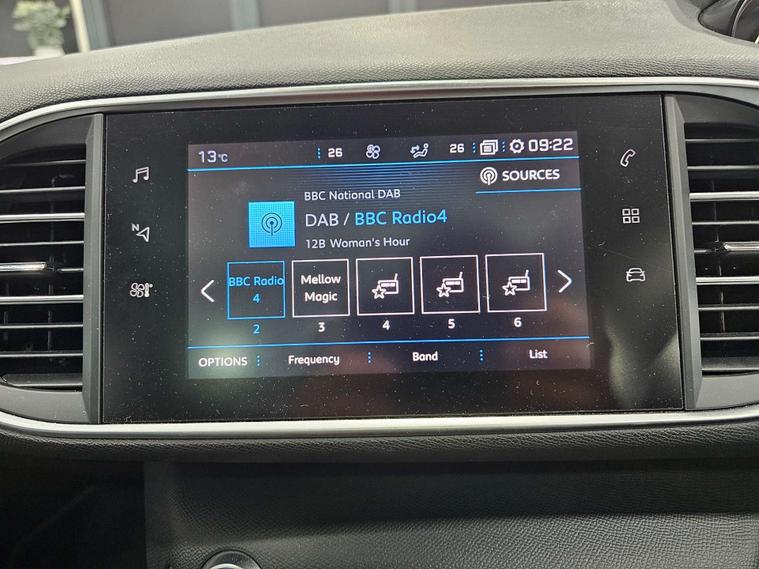 13°C 26 26 09:22
SOURCES
BBC National DAB
DAB / BBC Radio4
12B Woman's Hour
BBC Radio 4
Mellow Magic
2 3 4 5 6
OPTIONS Frequency Band List
N